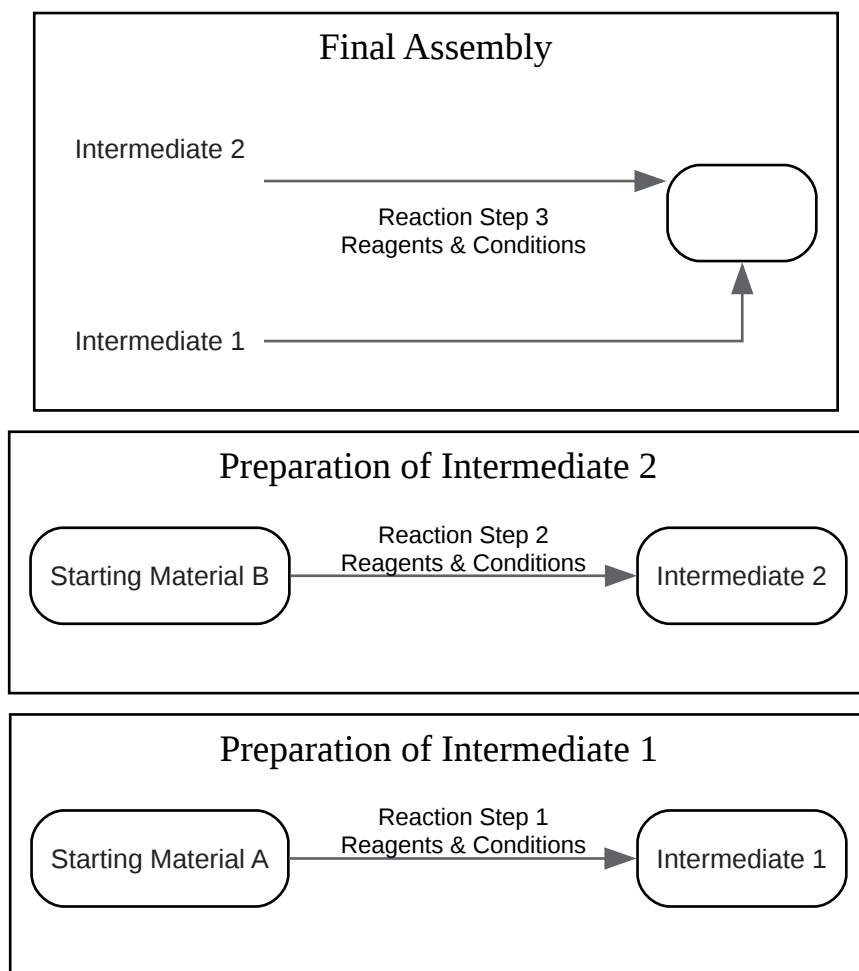 Final Assembly
Intermediate 2
Reaction Step 3
Reagents & Conditions
Intermediate 1
Preparation of Intermediate 2
Reaction Step 2
Reagents & Conditions
Starting Material B
Intermediate 2
Preparation of Intermediate 1
Reaction Step 1
Reagents & Conditions
Starting Material A
Intermediate 1